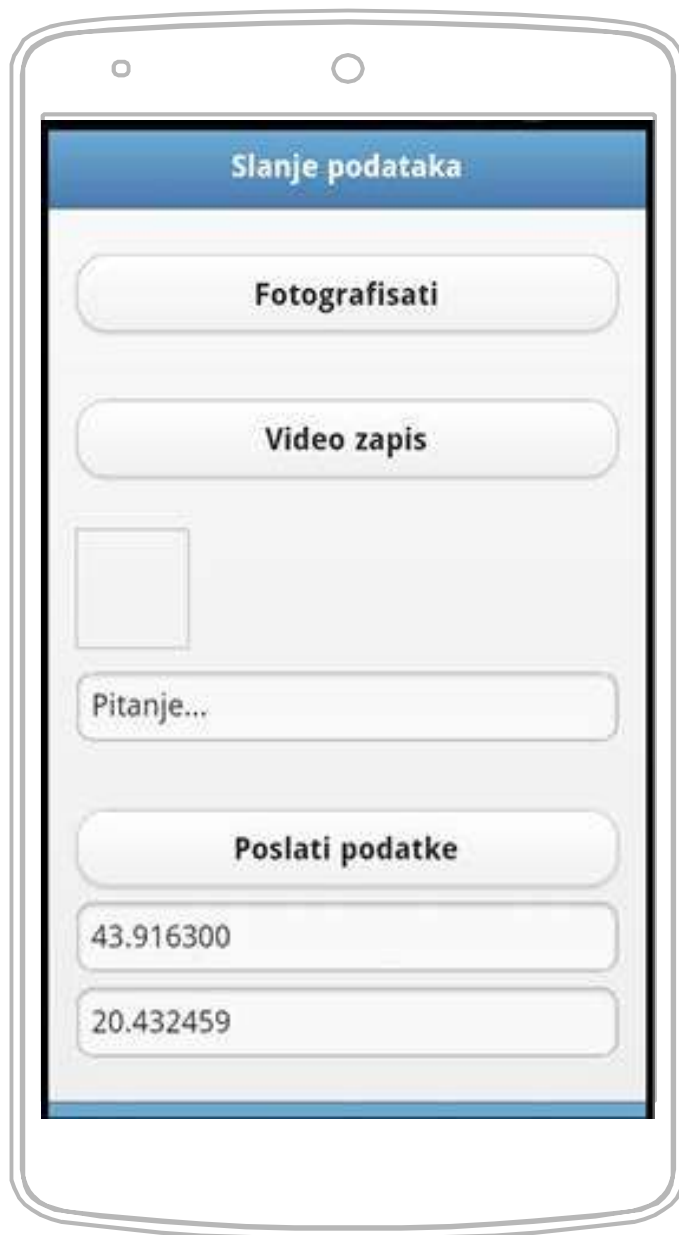 Slanje podataka
Fotografisati
Video zapis
Pitanje...
Poslati podatke
43.916300
20.432459